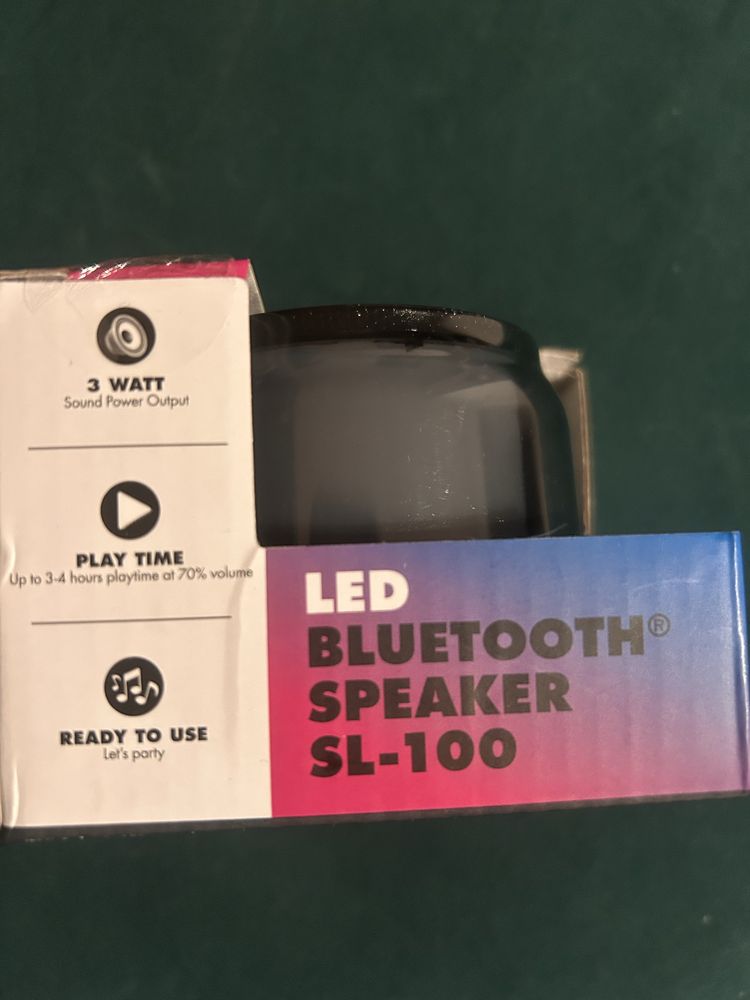 3 WATT
Sound Power Output
PLAY TIME
Up to 3-4 hours playtime at 70% volume
READY TO USE
Let's party
LED
BLUETOOTH®
SPEAKER
SL-100